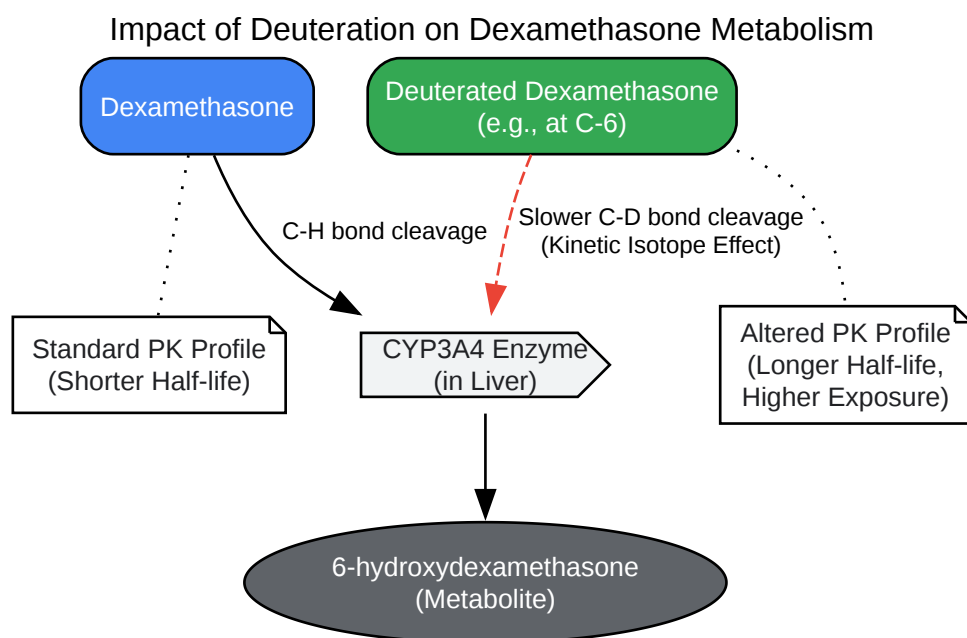 Impact of Deuteration on Dexamethasone Metabolism
Dexamethasone
Deuterated Dexamethasone
(e.g., at C-6)
C-H bond cleavage
Slower C-D bond cleavage
(Kinetic Isotope Effect)
Standard PK Profile
(Shorter Half-life)
CYP3A4 Enzyme
(in Liver)
Altered PK Profile
(Longer Half-life,
Higher Exposure)
6-hydroxydexamethasone
(Metabolite)